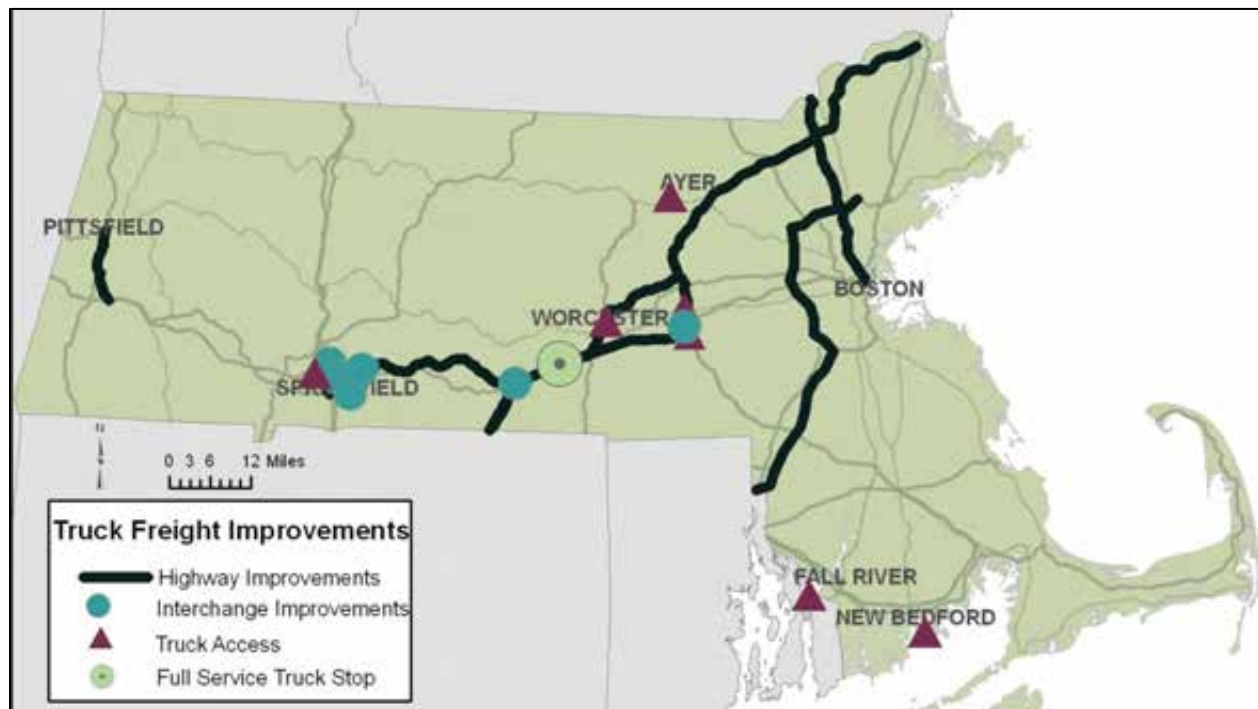 AYER
PITTSFIELD
BOSTON
WORCESTER
SPRINGFIELD
N
0 3 6 12 Miles
Truck Freight Improvements
Highway Improvements
Interchange Improvements
Truck Access
Full Service Truck Stop
FALL RIVER
NEW BEDFORD